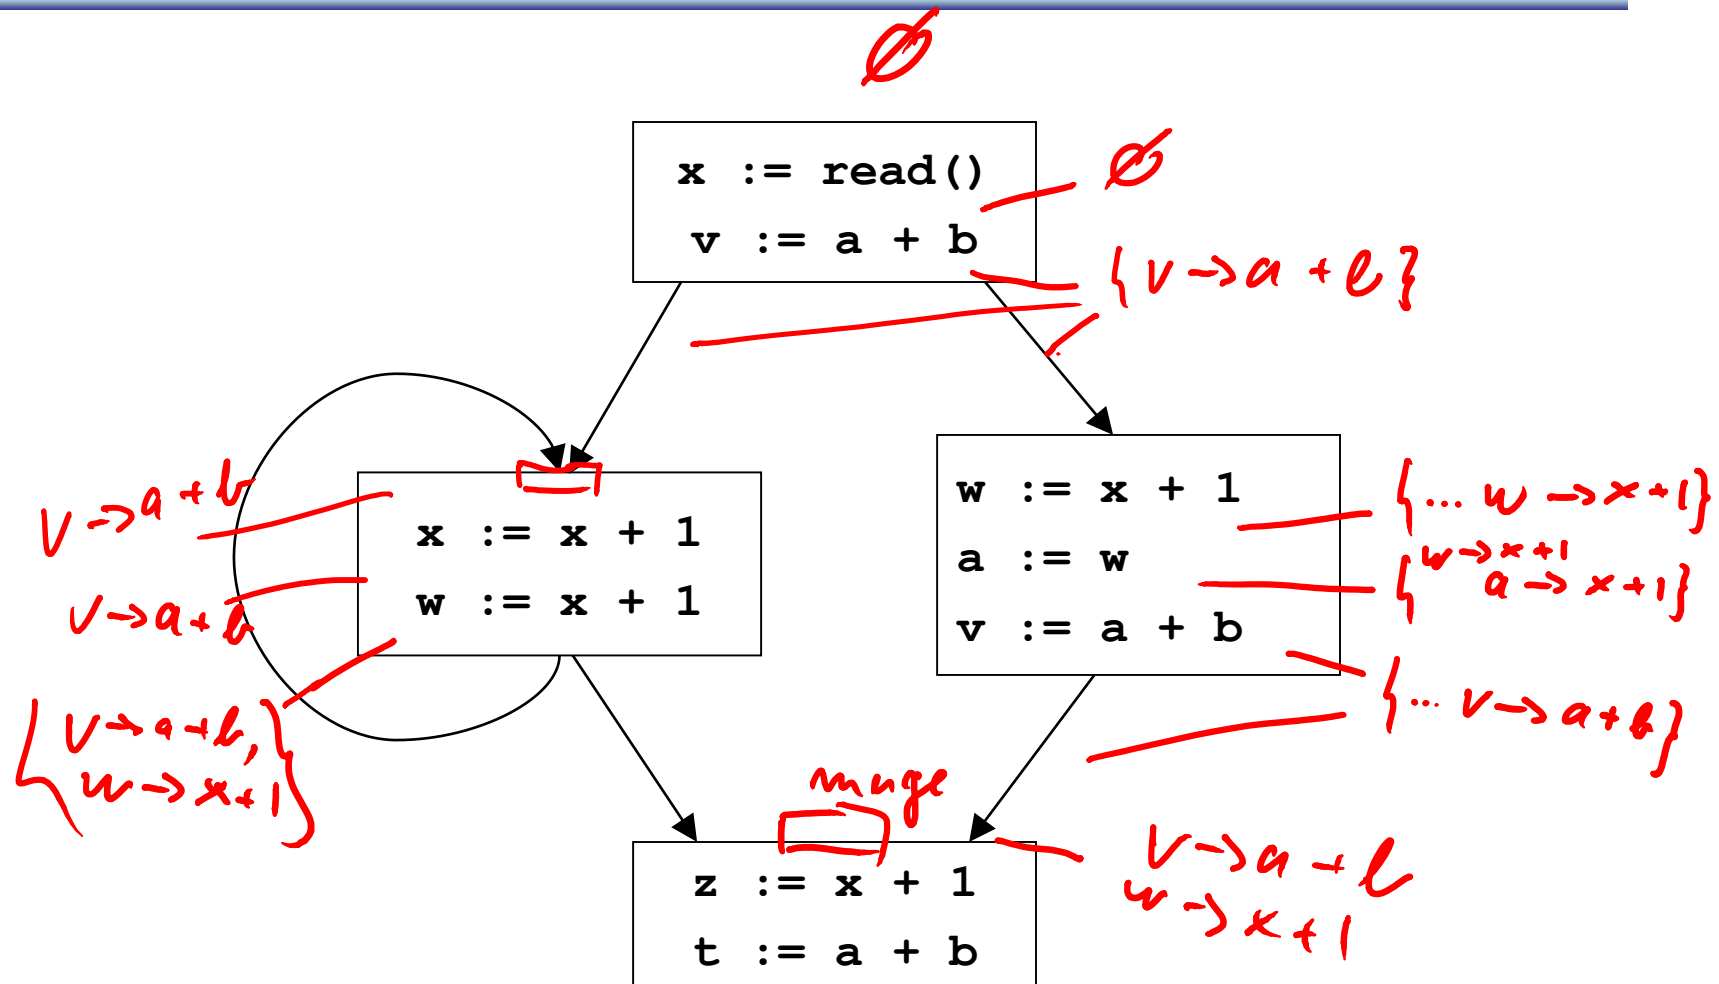 ∅
x := read()
∅
v := a + b
{ v → a + b }
v → a + b
x := x + 1
v → a + b
w := x + 1
{ v → a + b,
w → x + 1 }
w := x + 1
{ ... w → x + 1 }
a := w
{ w → x + 1
a → x + 1 }
v := a + b
{ ... v → a + b }
merge
z := x + 1
t := a + b
v → a + b
w → x + 1